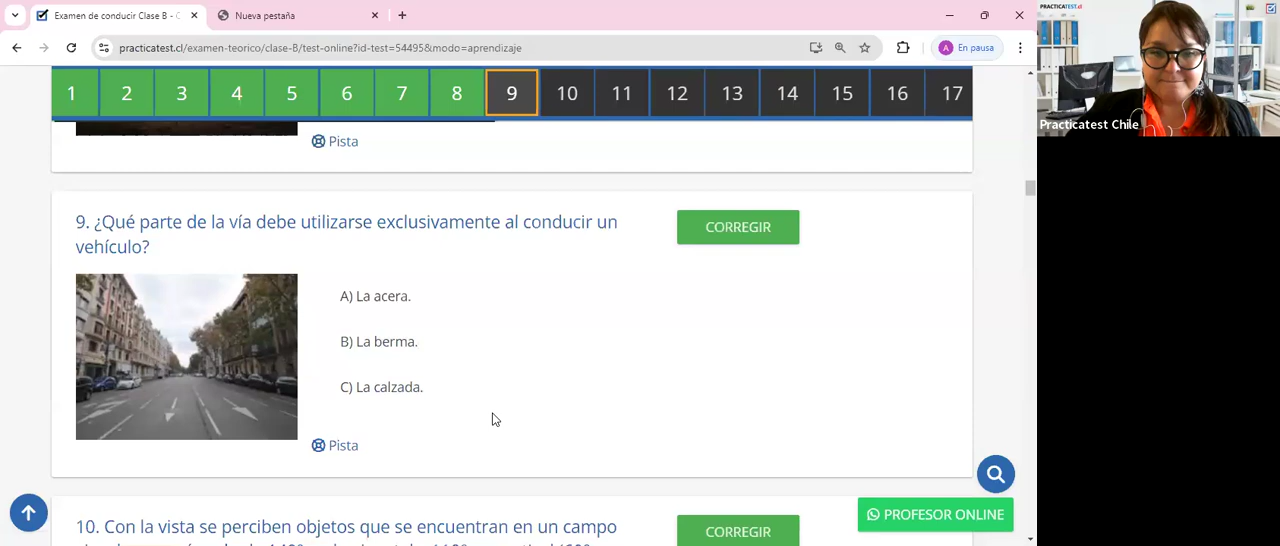 Examen de conducir Clase B - C
Nueva pestaña
practicatest.cl/examen-teorico/clase-B/test-online?id-test=54495&modo=aprendizaje
A
En pausa
PRACTICATEST.cl
Practicatest Chile
1 2 3 4 5 6 7 8 9 10 11 12 13 14 15 16 17
Pista
9. ¿Qué parte de la vía debe utilizarse exclusivamente al conducir un
vehículo?
CORREGIR
A) La acera.
B) La berma.
C) La calzada.
Pista
PROFESOR ONLINE
10. Con la vista se perciben objetos que se encuentran en un campo
CORREGIR